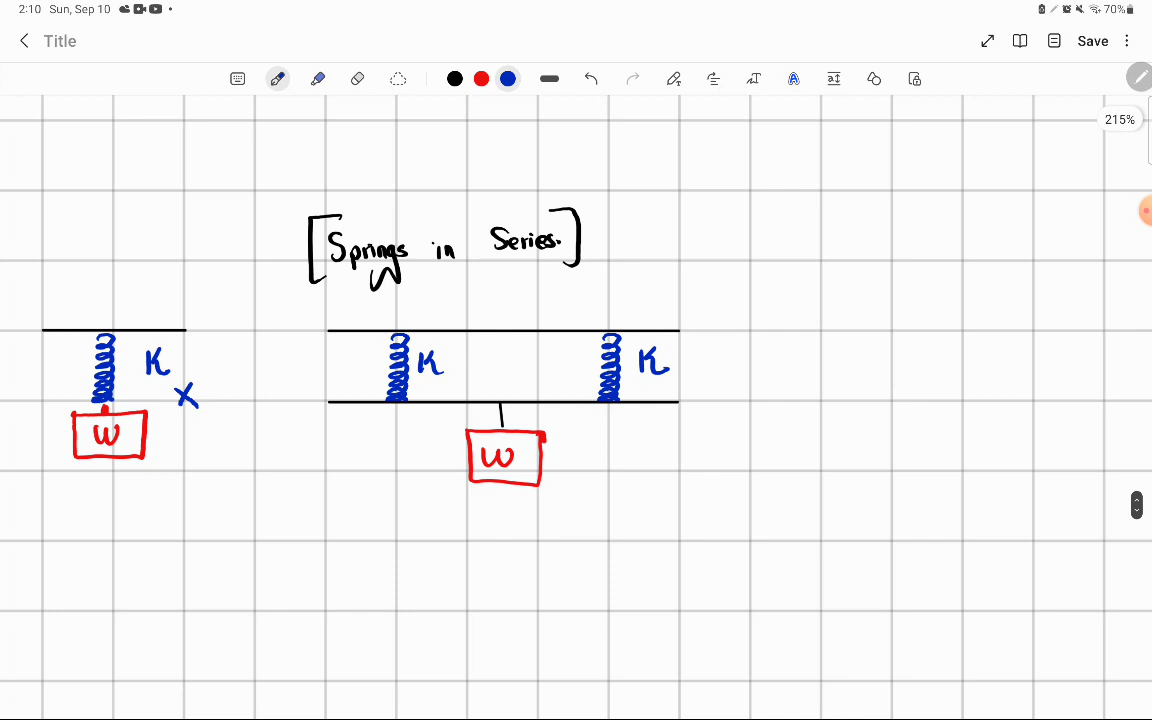 2:10 Sun, Sep 10
70%
Title
Save
215%
[Springs in Series.]
K
x
W
K
K
W